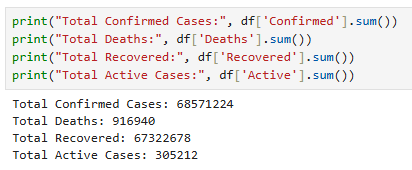 print("Total Confirmed Cases:", df['Confirmed'].sum())
print("Total Deaths:", df['Deaths'].sum())
print("Total Recovered:", df['Recovered'].sum())
print("Total Active Cases:", df['Active'].sum())
Total Confirmed Cases: 68571224
Total Deaths: 916940
Total Recovered: 67322678
Total Active Cases: 305212